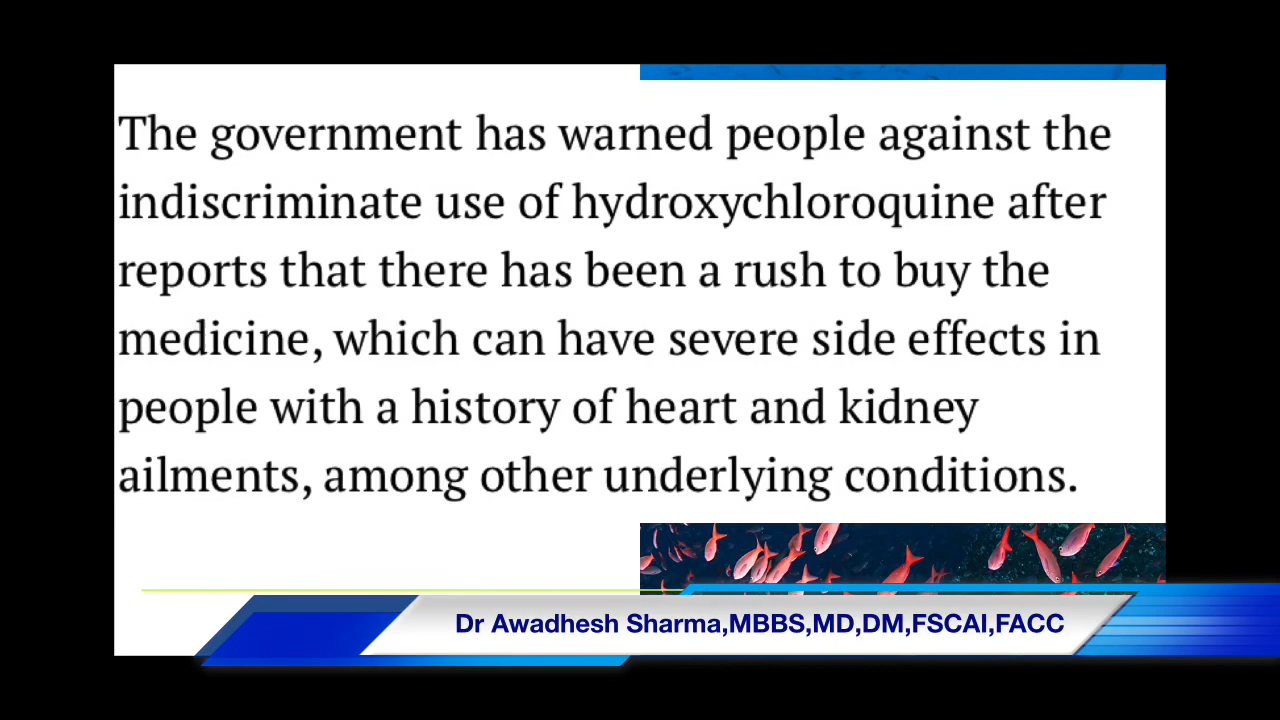 The government has warned people against the
indiscriminate use of hydroxychloroquine after
reports that there has been a rush to buy the
medicine, which can have severe side effects in
people with a history of heart and kidney
ailments, among other underlying conditions.
Dr Awadhesh Sharma,MBBS,MD,DM,FSCAI,FACC